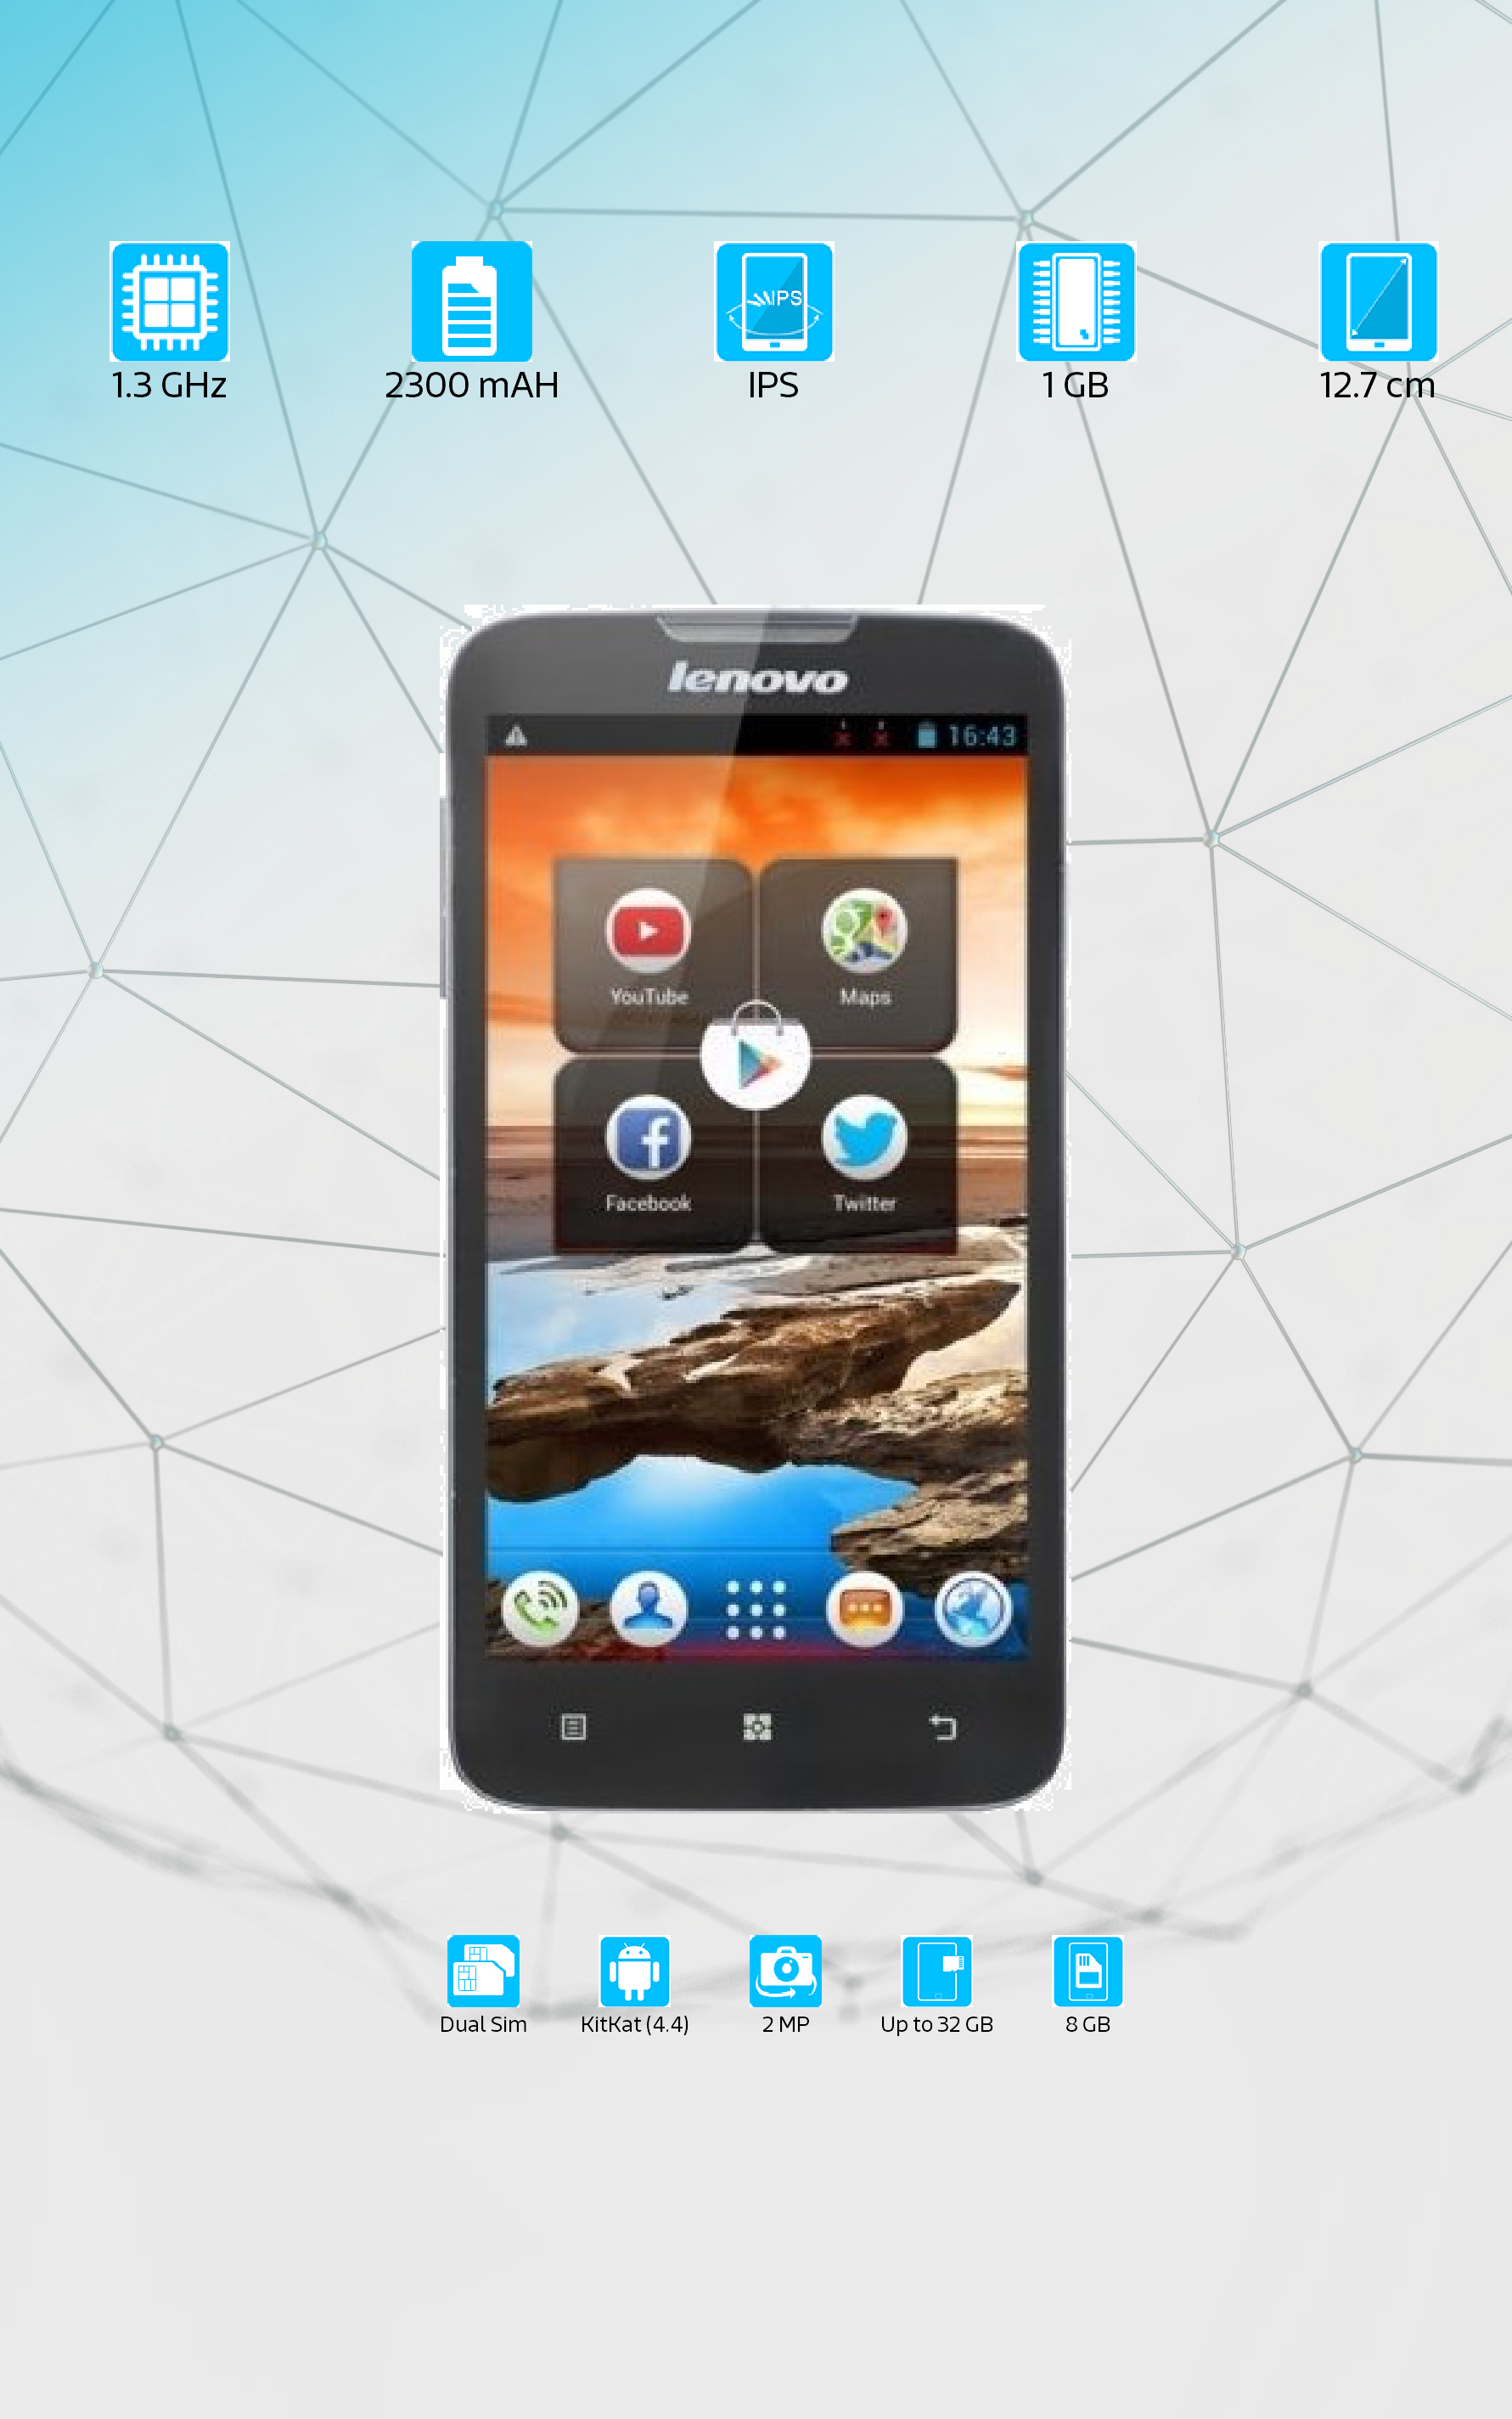 1.3 GHz
2300 mAH
IPS
IPS
1 GB
12.7 cm
lenovo
16:43
YouTube
Maps
Facebook
Twitter
Dual Sim
KitKat (4.4)
2 MP
Up to 32 GB
8 GB